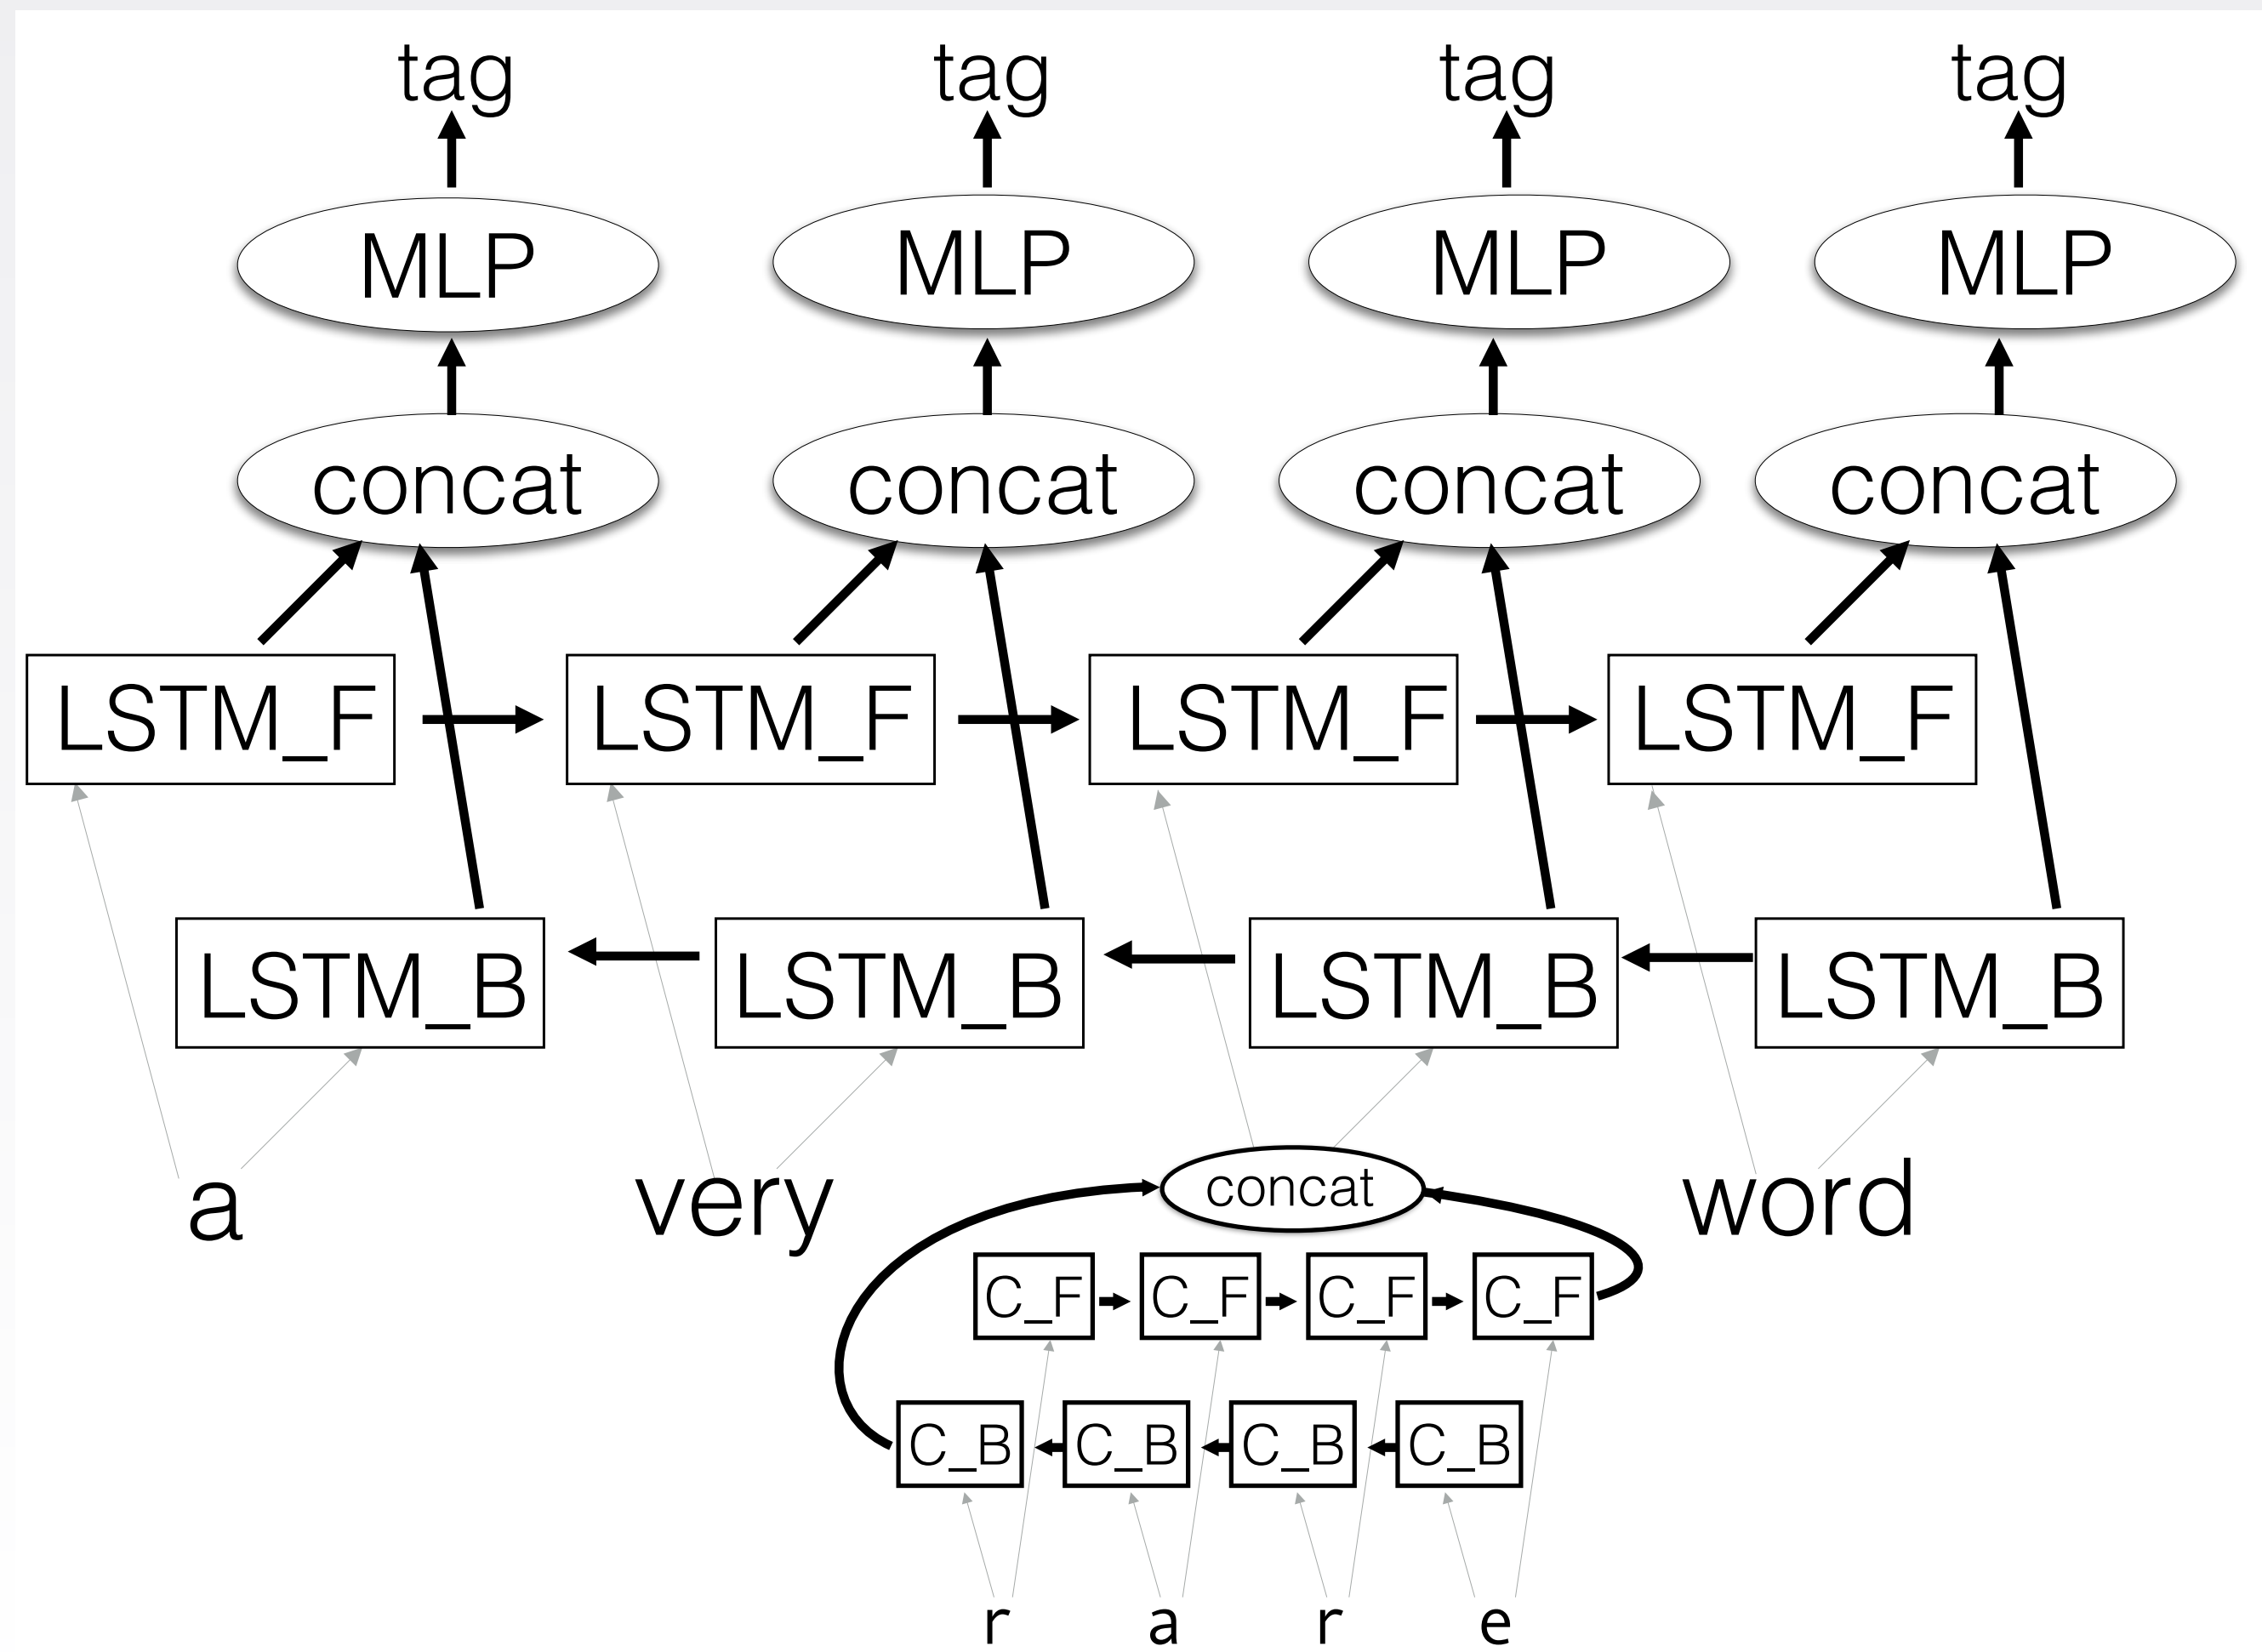 tag tag tag tag
MLP MLP MLP MLP
concat concat concat concat
LSTM_F LSTM_F LSTM_F LSTM_F
LSTM_B LSTM_B LSTM_B LSTM_B
a very concat word
C_F C_F C_F C_F
C_B C_B C_B C_B
r a r e